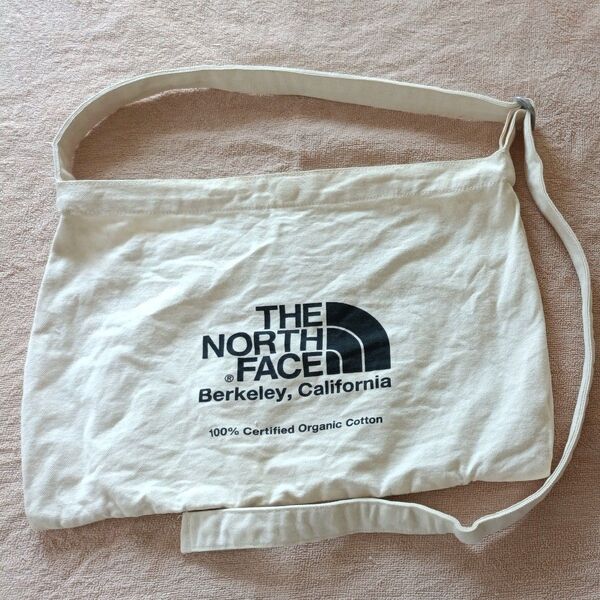 THE
NORTH
® FACE
Berkeley, California
100% Certified Organic Cotton